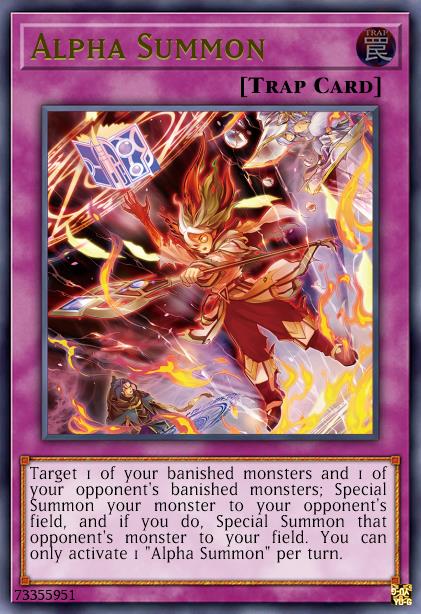 ALPHA SUMMON
TRAP
罠
[TRAP CARD]
Target 1 of your banished monsters and 1 of
your opponent's banished monsters; Special
Summon your monster to your opponent's
field, and if you do, Special Summon that
opponent's monster to your field. You can
only activate 1 "Alpha Summon" per turn.
73355951